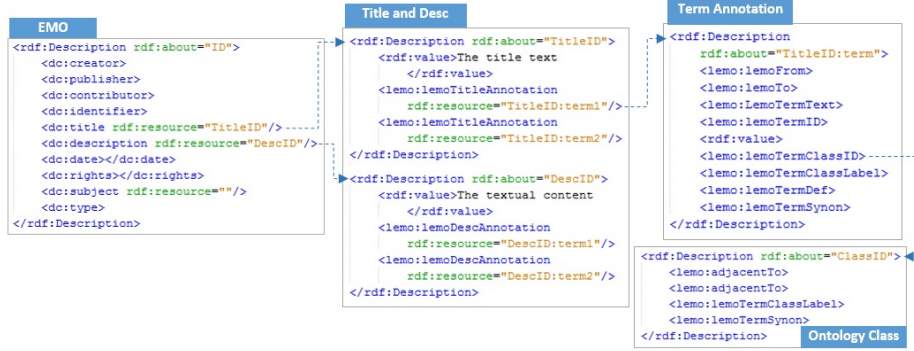 EMO
<rdf:Description rdf:about="ID">
<dc:creator>
<dc:publisher>
<dc:contributor>
<dc:identifier>
<dc:title rdf:resource="TitleID"/>
<dc:description rdf:resource="DescID"/>
<dc:date></dc:date>
<dc:rights></dc:rights>
<dc:subject rdf:resource=""/>
<dc:type>
</rdf:Description>
Title and Desc
<rdf:Description rdf:about="TitleID">
<rdf:value>The title text
</rdf:value>
<lemo:lemoTitleAnnotation
rdf:resource="TitleID:term1"/>
<lemo:lemoTitleAnnotation
rdf:resource="TitleID:term2"/>
</rdf:Description>
<rdf:Description rdf:about="DescID">
<rdf:value>The textual content
</rdf:value>
<lemo:lemoDescAnnotation
rdf:resource="DescID:term1"/>
<lemo:lemoDescAnnotation
rdf:resource="DescID:term2"/>
</rdf:Description>
Term Annotation
<rdf:Description
rdf:about="TitleID:term">
<lemo:lemoFrom>
<lemo:lemoTo>
<lemo:LemoTermText>
<lemo:lemoTermID>
<rdf:value>
<lemo:lemoTermClassID>
<lemo:lemoTermClassLabel>
<lemo:lemoTermDef>
<lemo:lemoTermSynon>
</rdf:Description>
<rdf:Description rdf:about="ClassID">
<lemo:adjacentTo>
<lemo:adjacentTo>
<lemo:lemoTermClassLabel>
<lemo:lemoTermSynon>
</rdf:Description>
Ontology Class